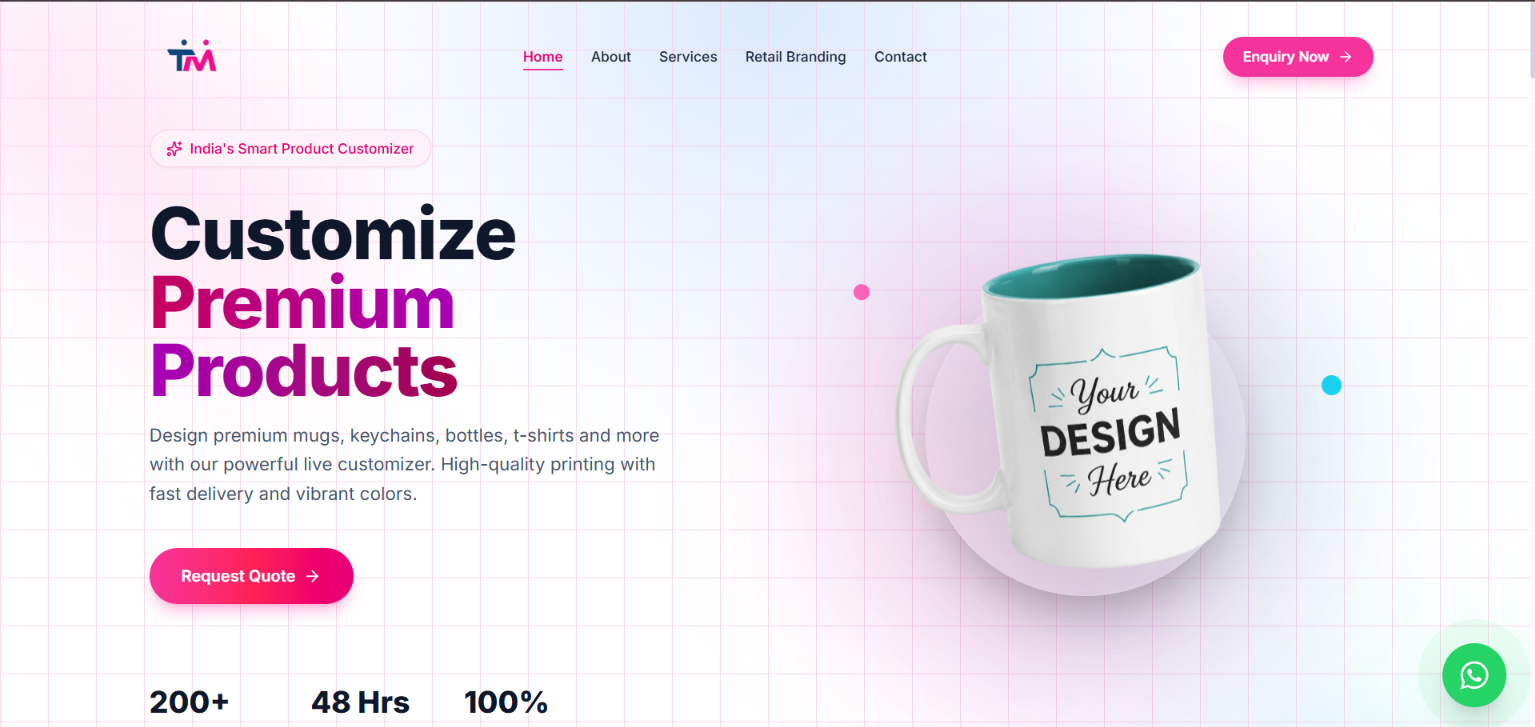 TM
Home
About
Services
Retail Branding
Contact
Enquiry Now
India's Smart Product Customizer
Customize
Premium
Products
Design premium mugs, keychains, bottles, t-shirts and more
with our powerful live customizer. High-quality printing with
fast delivery and vibrant colors.
Request Quote
Your
DESIGN
Here
200+
48 Hrs
100%